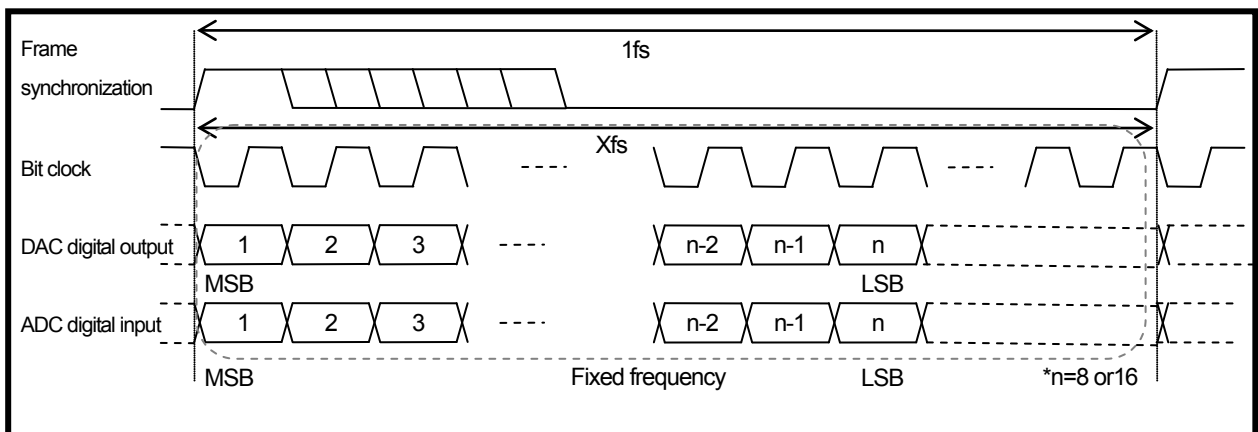 Frame
synchronization
1fs
Xfs
Bit clock
DAC digital output
1 2 3 n-2 n-1 n
MSB LSB
ADC digital input
1 2 3 n-2 n-1 n
MSB Fixed frequency LSB *n=8 or16